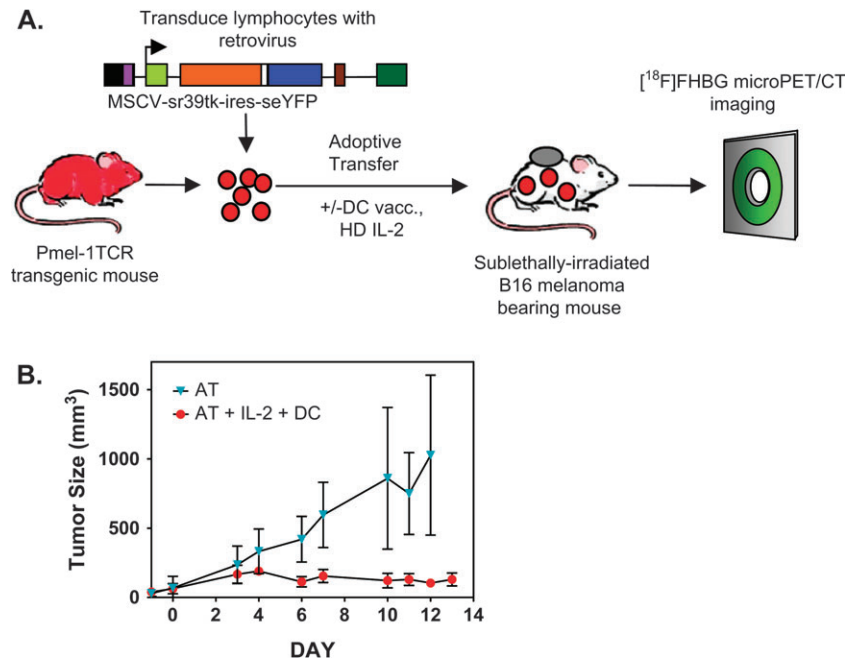 A.
Transduce lymphocytes with
retrovirus
MSCV-sr39tk-ires-seYFP
[¹⁸F]FHBG microPET/CT
imaging
Adoptive
Transfer
+/-DC vacc.,
HD IL-2
Pmel-1TCR
transgenic mouse
Sublethally-irradiated
B16 melanoma
bearing mouse
B.
AT
AT + IL-2 + DC
Tumor Size (mm³)
1500
1000
500
0
0 2 4 6 8 10 12 14
DAY